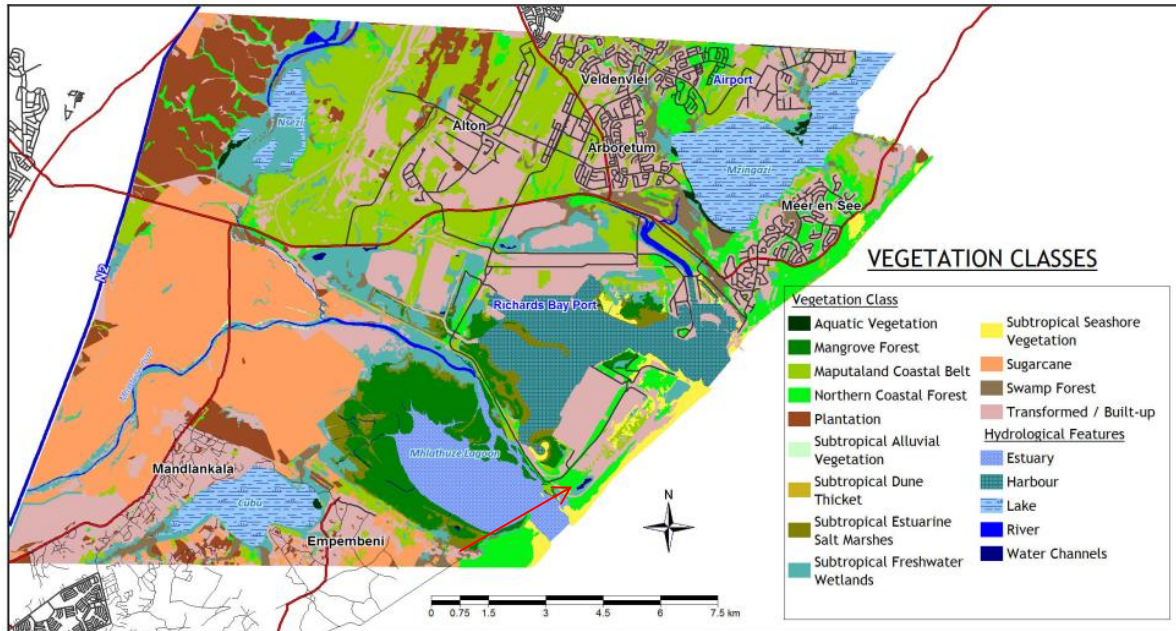 Veldenvlei
Airport
Nsezi
Alton
Arboretum
Mzingazi
Meer en See
N2
Richards Bay Port
Mhlathuze Lagoon
Mandlankala
Cubu
Empembeni
N
0 0.75 1.5 3 4.5 6 7.5 km
VEGETATION CLASSES
Vegetation Class
Aquatic Vegetation
Mangrove Forest
Maputaland Coastal Belt
Northern Coastal Forest
Plantation
Subtropical Alluvial
Vegetation
Subtropical Dune
Thicket
Subtropical Estuarine
Salt Marshes
Subtropical Freshwater
Wetlands
Subtropical Seashore
Vegetation
Sugarcane
Swamp Forest
Transformed / Built-up
Hydrological Features
Estuary
Harbour
Lake
River
Water Channels